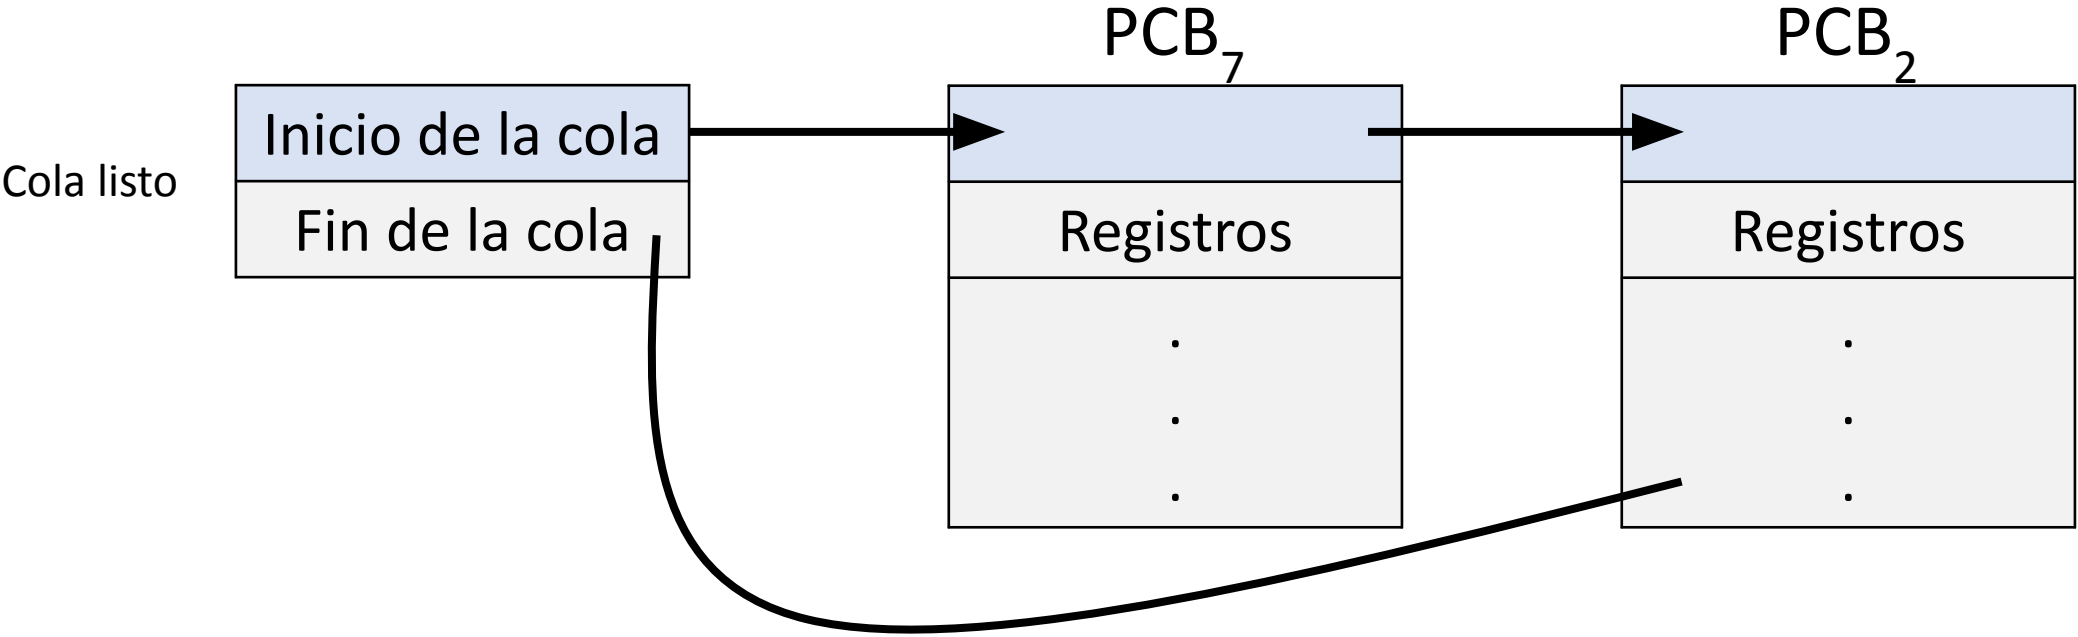 PCB7
PCB2
Inicio de la cola
Cola listo
Fin de la cola
Registros
Registros
.
.
.
.
.
.